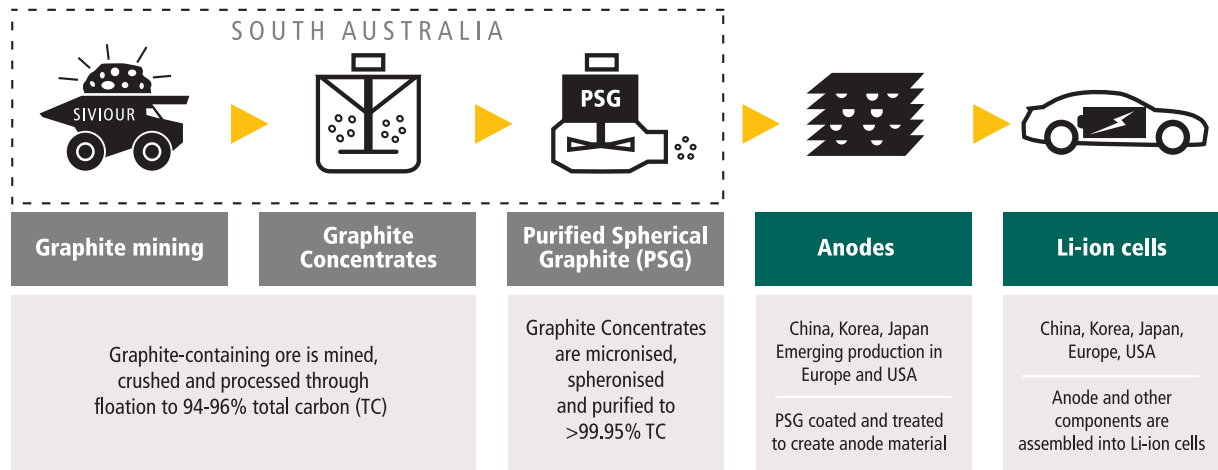 SOUTH AUSTRALIA
SIVIOUR
PSG
Graphite mining
Graphite
Concentrates
Purified Spherical
Graphite (PSG)
Anodes
Li-ion cells
Graphite-containing ore is mined,
crushed and processed through
floation to 94-96% total carbon (TC)
Graphite Concentrates
are micronised,
spheronised
and purified to
>99.95% TC
China, Korea, Japan
Emerging production in
Europe and USA
PSG coated and treated
to create anode material
China, Korea, Japan,
Europe, USA
Anode and other
components are
assembled into Li-ion cells